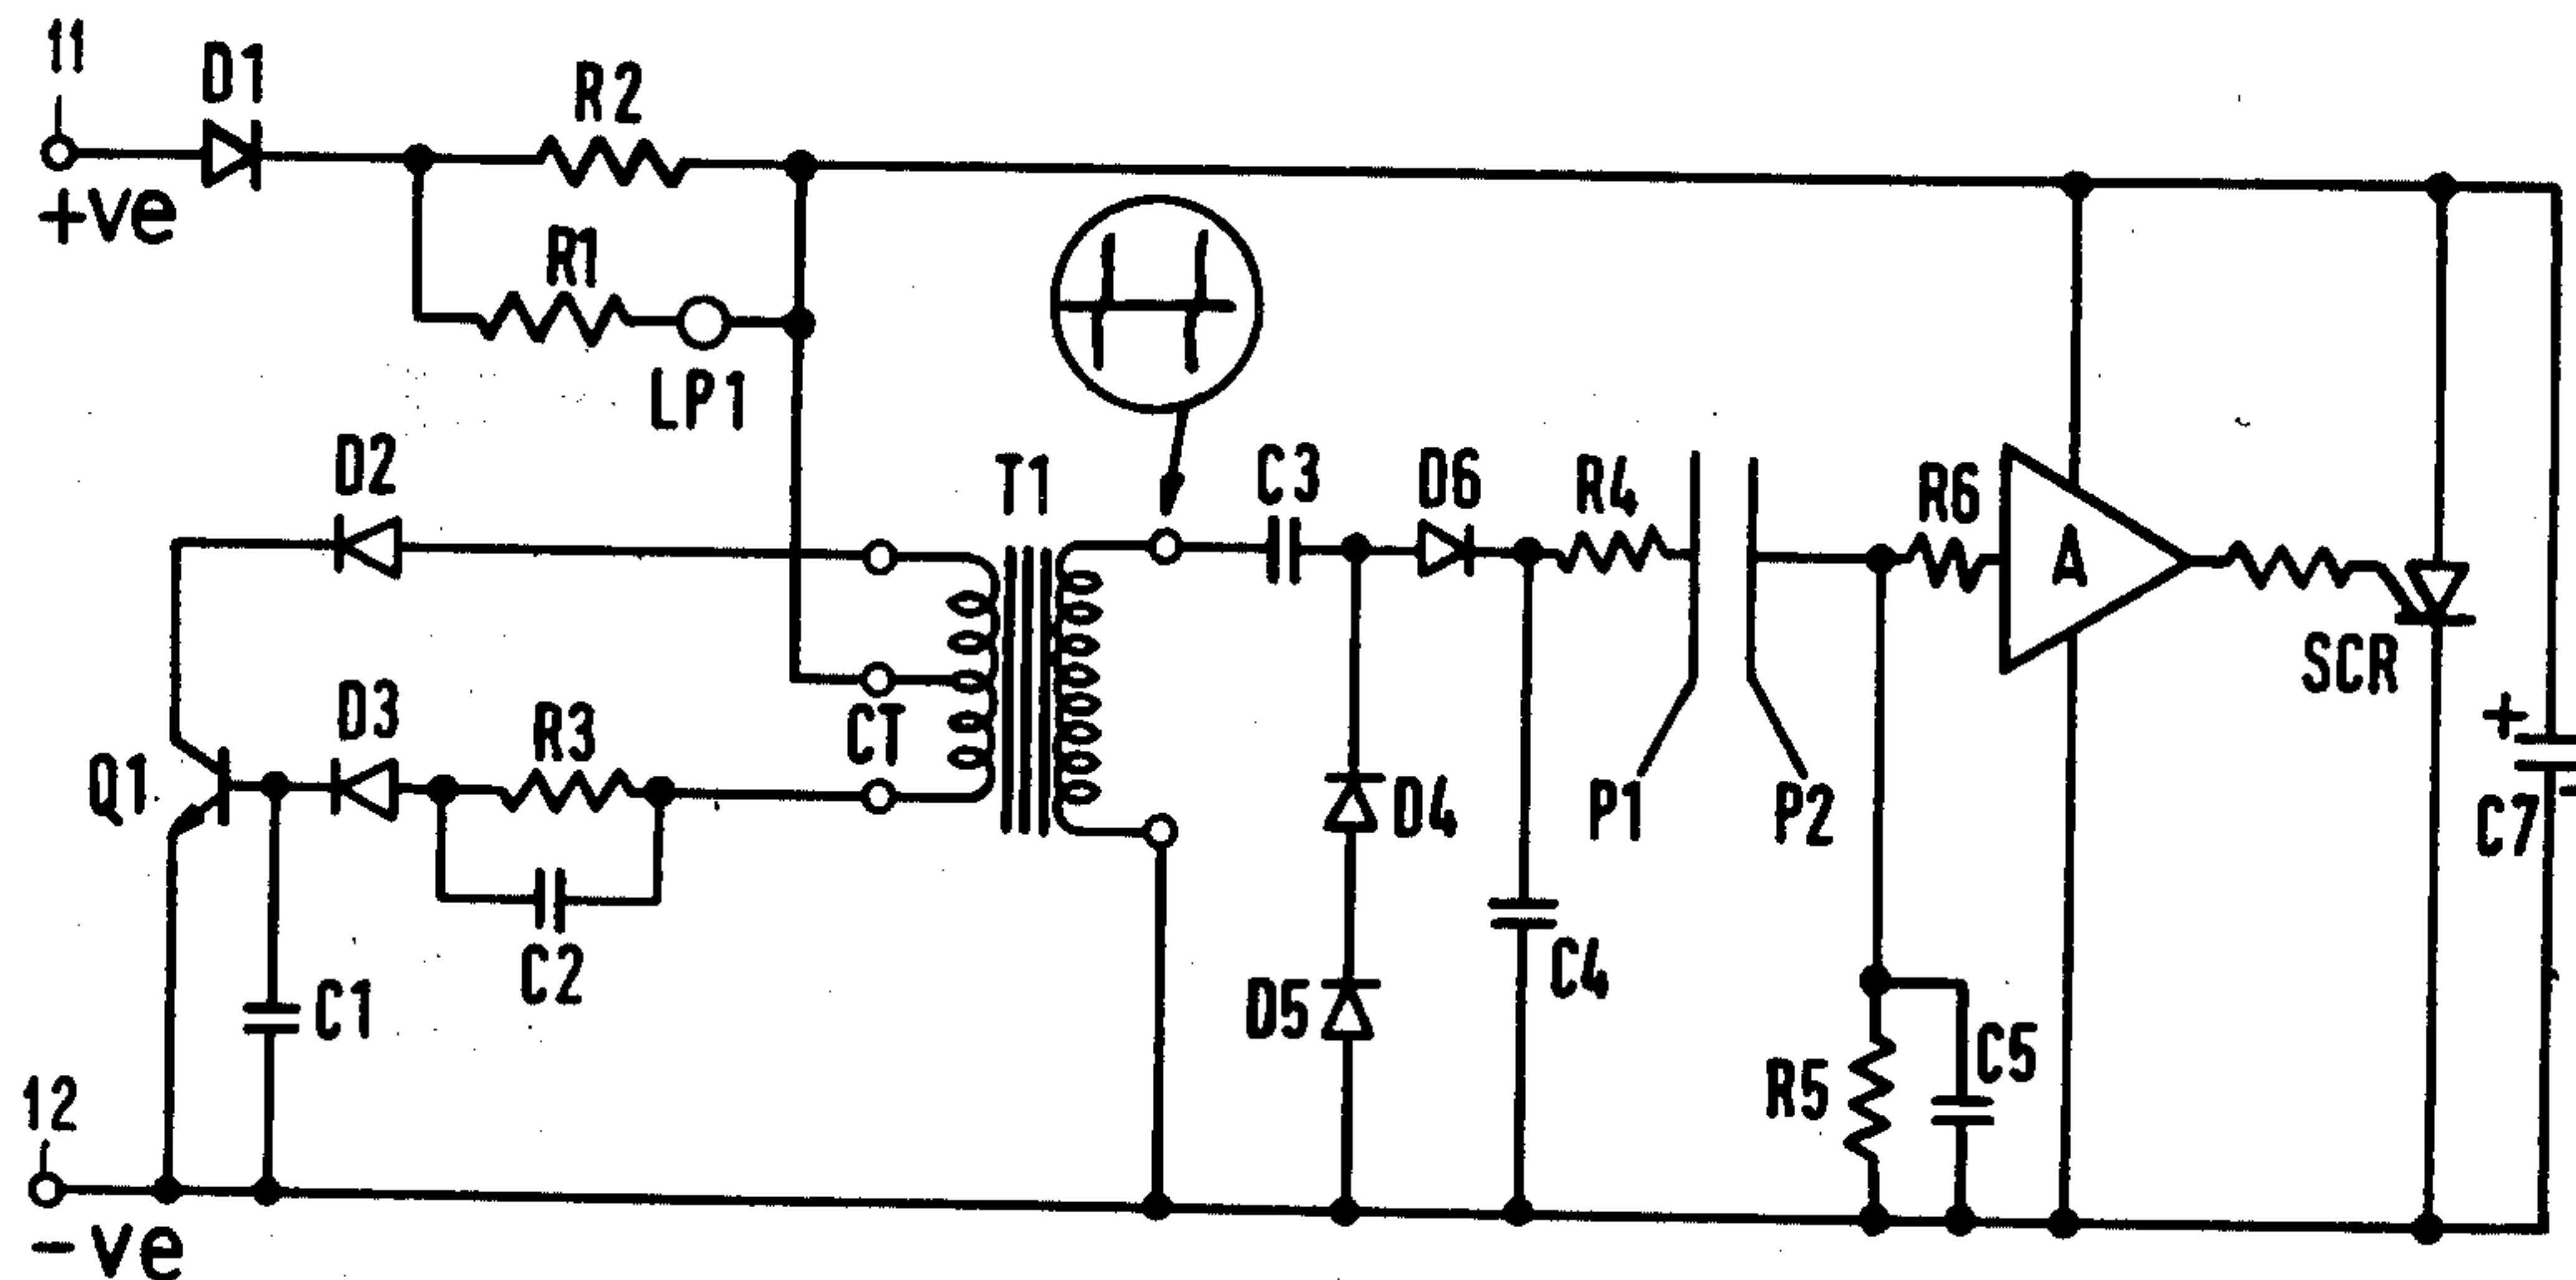 11
D1
R2
+ve
R1
LP1
D2
T1
C3
D6
R4
R6
A
SCR
D3
R3
CT
Q1
P1
P2
+
-
C7
D4
C2
C4
C1
D5
R5
C5
12
-ve